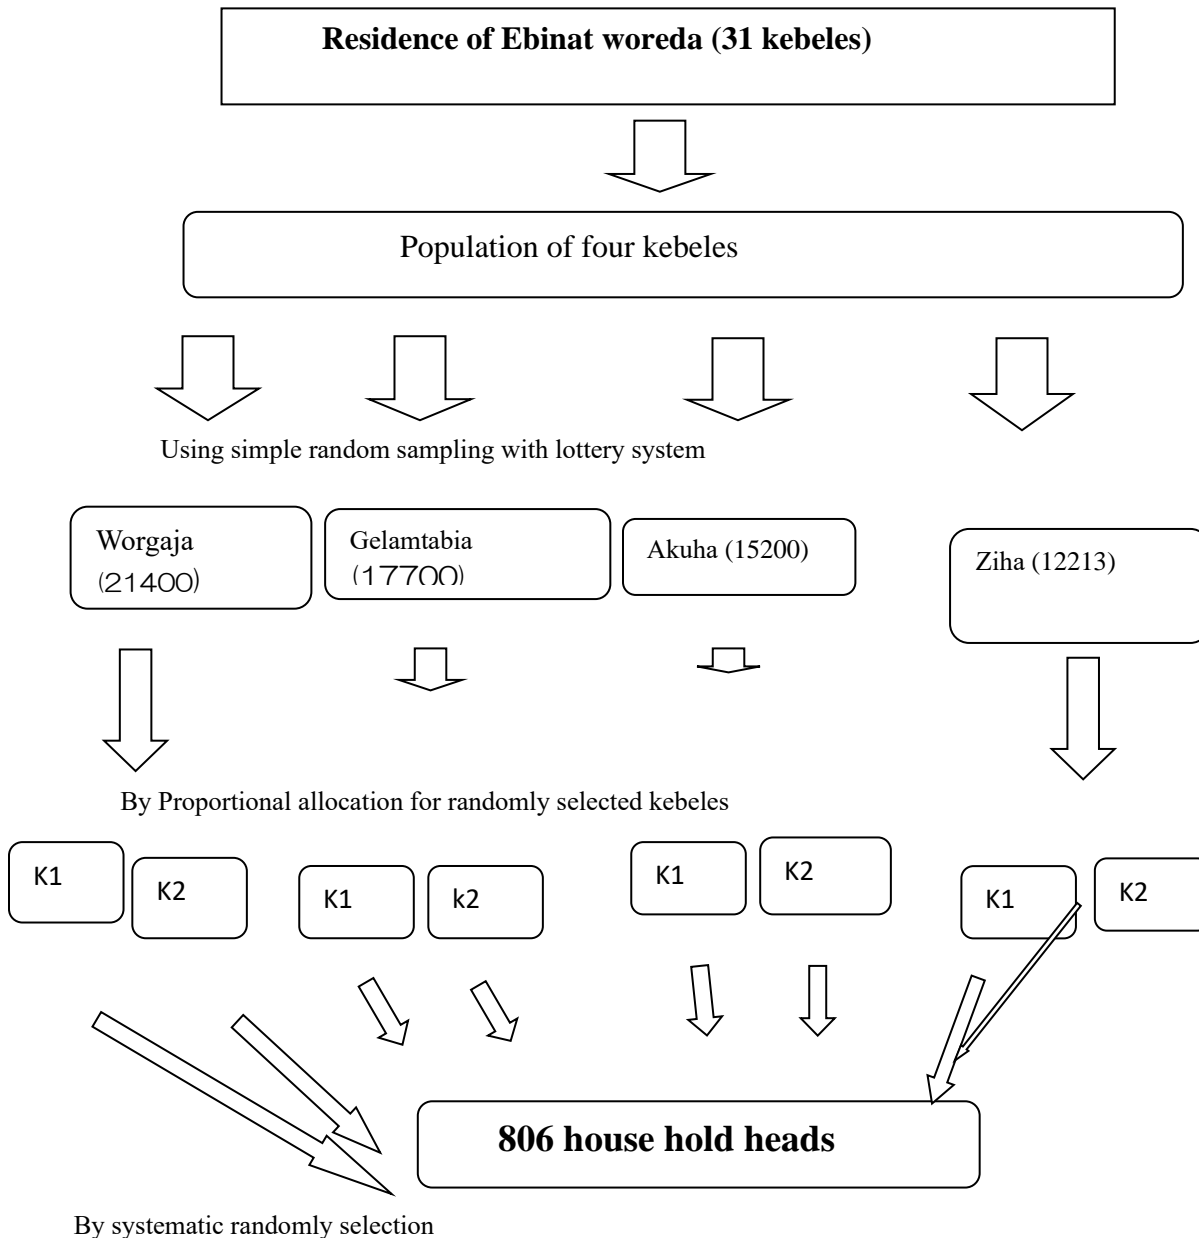 Residence of Ebinat woreda (31 kebeles)
Population of four kebeles
Using simple random sampling with lottery system
Worgaja
(21400)
Gelamtabia
(17700)
Akuha (15200)
Ziha (12213)
By Proportional allocation for randomly selected kebeles
K1
K2
K1
k2
K1
K2
K1
K2
806 house hold heads
By systematic randomly selection